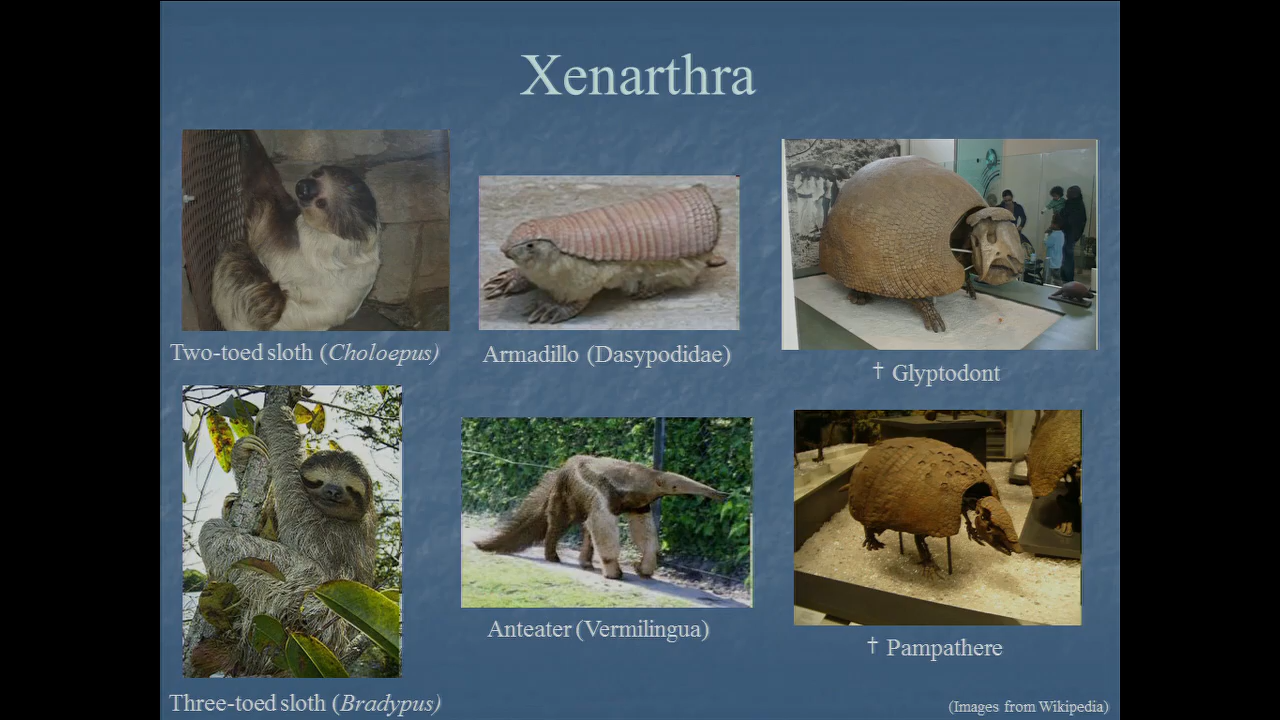 Xenarthra
Two-toed sloth (Choloepus)
Armadillo (Dasypodidae)
† Glyptodont
Three-toed sloth (Bradypus)
Anteater (Vermilingua)
† Pampathere
(Images from Wikipedia)